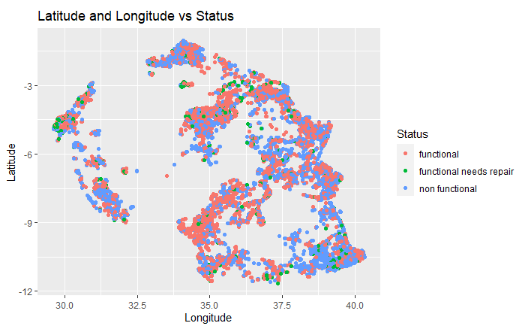 Latitude and Longitude vs Status
-3
-6
-9
-12
Latitude
30.0
32.5
35.0
37.5
40.0
Longitude
Status
functional
functional needs repair
non functional